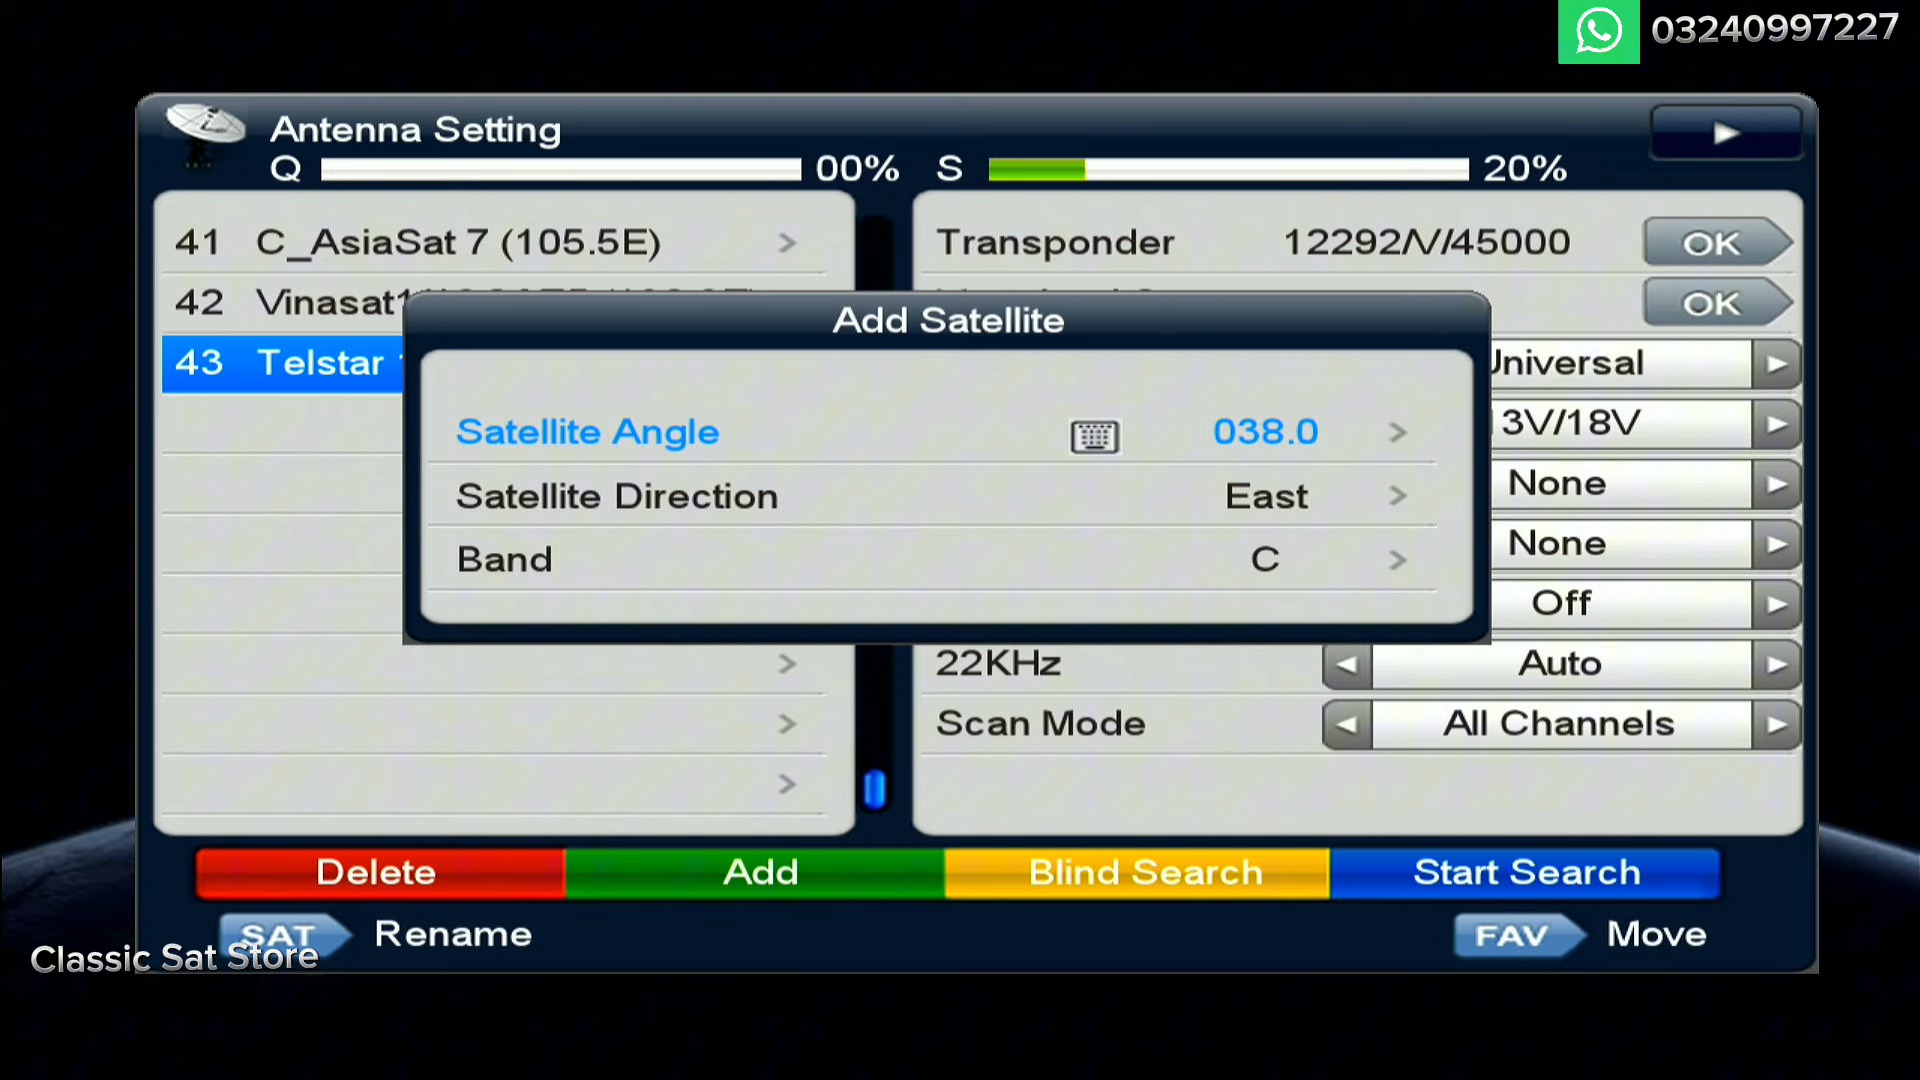 03240997227
Antenna Setting
Q 00% S 20%
41 C_AsiaSat 7 (105.5E) >
Transponder 12292/V/45000 OK
42 Vinasat
OK
43 Telstar
Universal
Add Satellite
Satellite Angle 038.0 >
13V/18V
Satellite Direction East >
None
Band C >
None
Off
22KHz Auto
Scan Mode All Channels
Delete Add Blind Search Start Search
SAT Rename FAV Move
Classic Sat Store